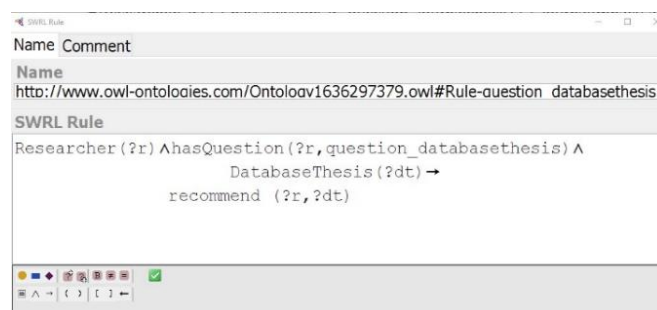 SWRL Rule
Name Comment
Name
http://www.owl-ontologies.com/Ontology1636297379.owl#Rule-question_databasethesis
SWRL Rule
Researcher(?r)∧hasQuestion(?r,question_databasethesis)∧
DatabaseThesis(?dt)→
recommend (?r,?dt)
∧ → ( ) [ ] ←